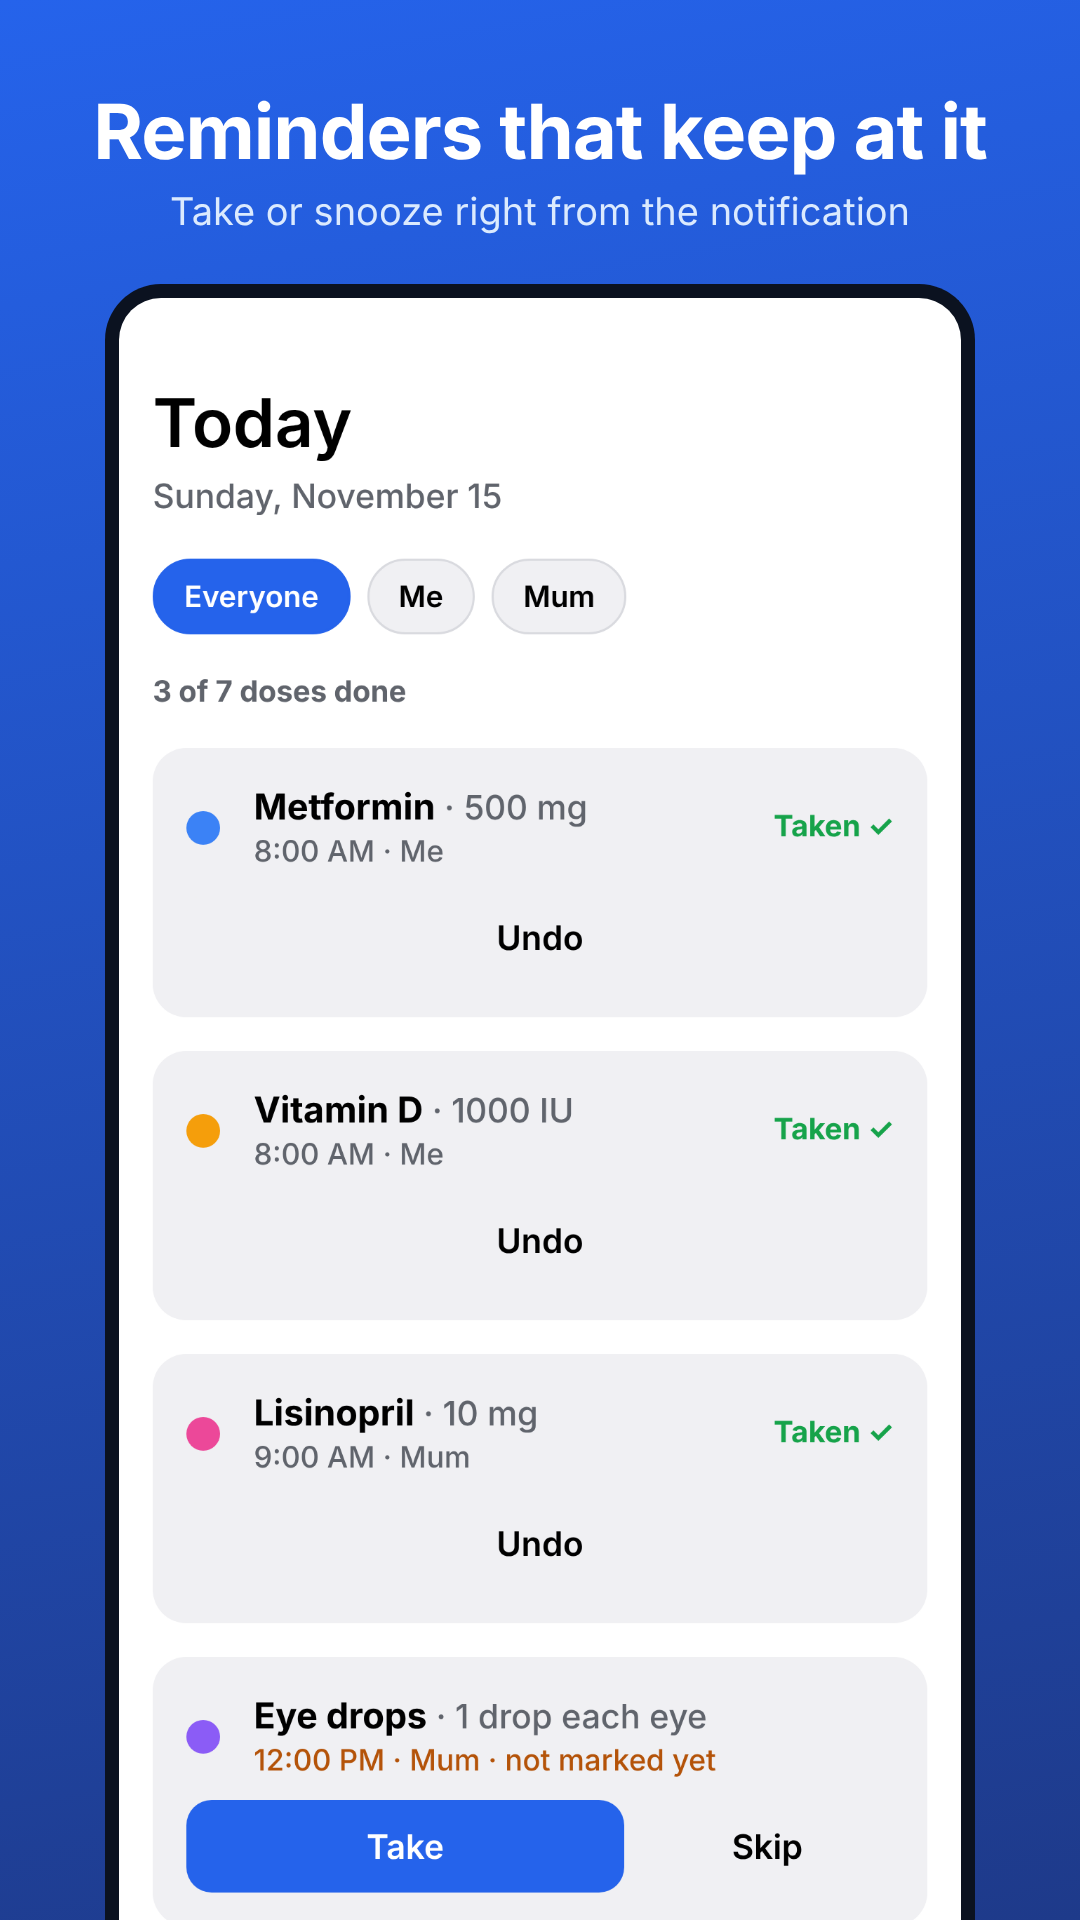 Reminders that keep at it
Take or snooze right from the notification
Today
Sunday, November 15
Everyone
Me
Mum
3 of 7 doses done
Metformin · 500 mg
8:00 AM · Me
Taken ✓
Undo
Vitamin D · 1000 IU
8:00 AM · Me
Taken ✓
Undo
Lisinopril · 10 mg
9:00 AM · Mum
Taken ✓
Undo
Eye drops · 1 drop each eye
12:00 PM · Mum · not marked yet
Take
Skip